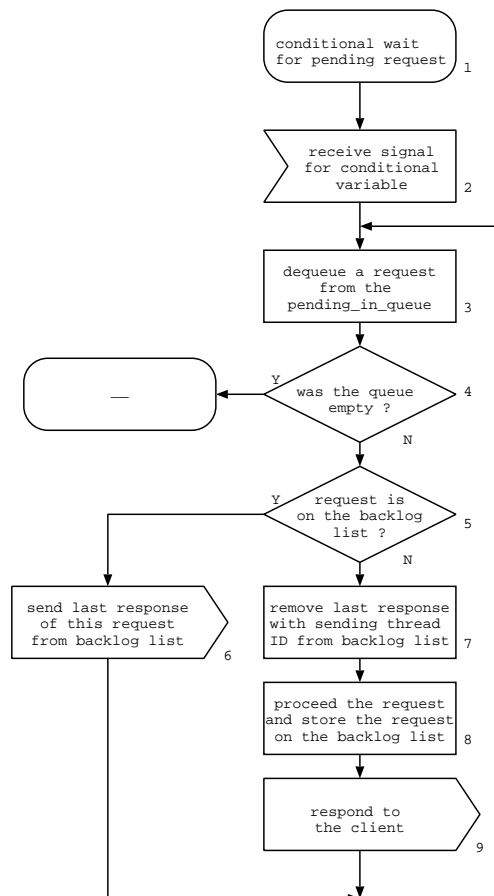 conditional wait
for pending request
1
receive signal
for conditional
variable
2
dequeue a request
from the
pending_in_queue
3
Y
was the queue
empty ?
4
__
N
Y
request is
on the backlog
list ?
5
N
send last response
of this request
from backlog list
6
remove last response
with sending thread
ID from backlog list
7
proceed the request
and store the request
on the backlog list
8
respond to
the client
9